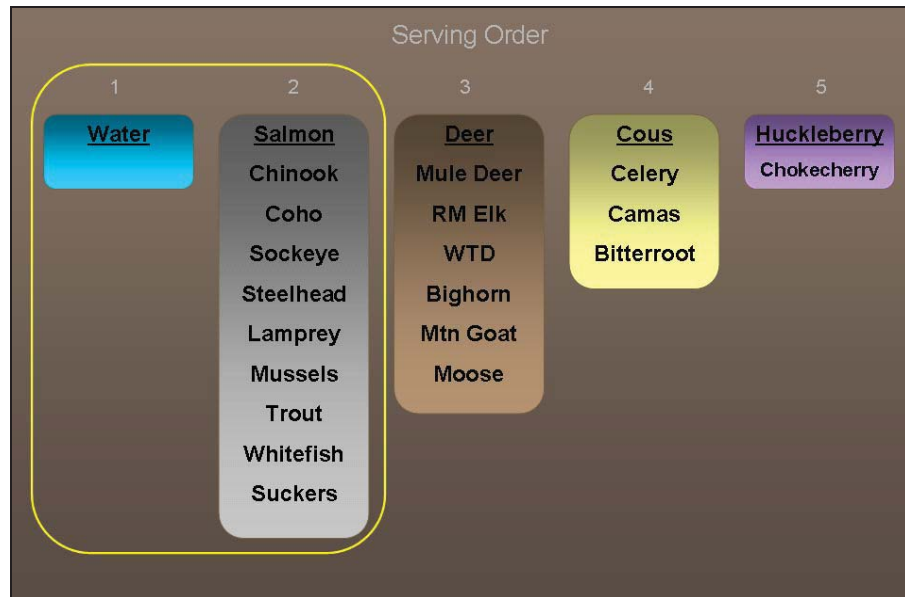 Serving Order
1 2 3 4 5
Water
Salmon
Chinook
Coho
Sockeye
Steelhead
Lamprey
Mussels
Trout
Whitefish
Suckers
Deer
Mule Deer
RM Elk
WTD
Bighorn
Mtn Goat
Moose
Cous
Celery
Camas
Bitterroot
Huckleberry
Chokecherry